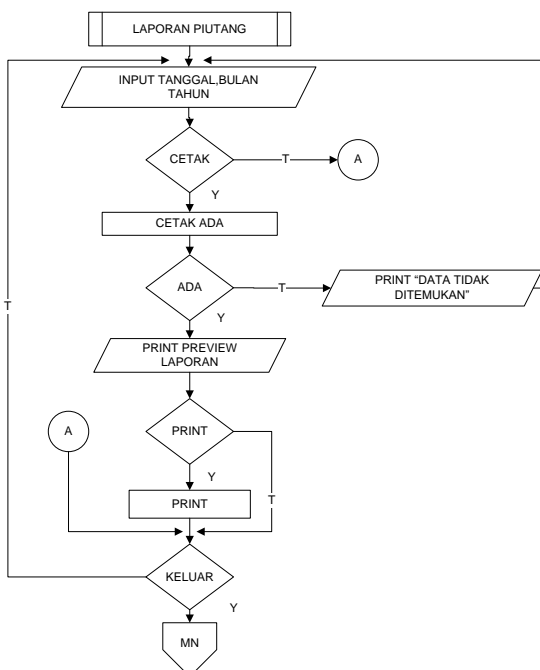 LAPORAN PIUTANG
INPUT TANGGAL,BULAN
TAHUN
CETAK
T
A
Y
CETAK ADA
ADA
T
PRINT “DATA TIDAK
DITEMUKAN”
T
Y
PRINT PREVIEW
LAPORAN
A
PRINT
Y
T
PRINT
KELUAR
Y
MN